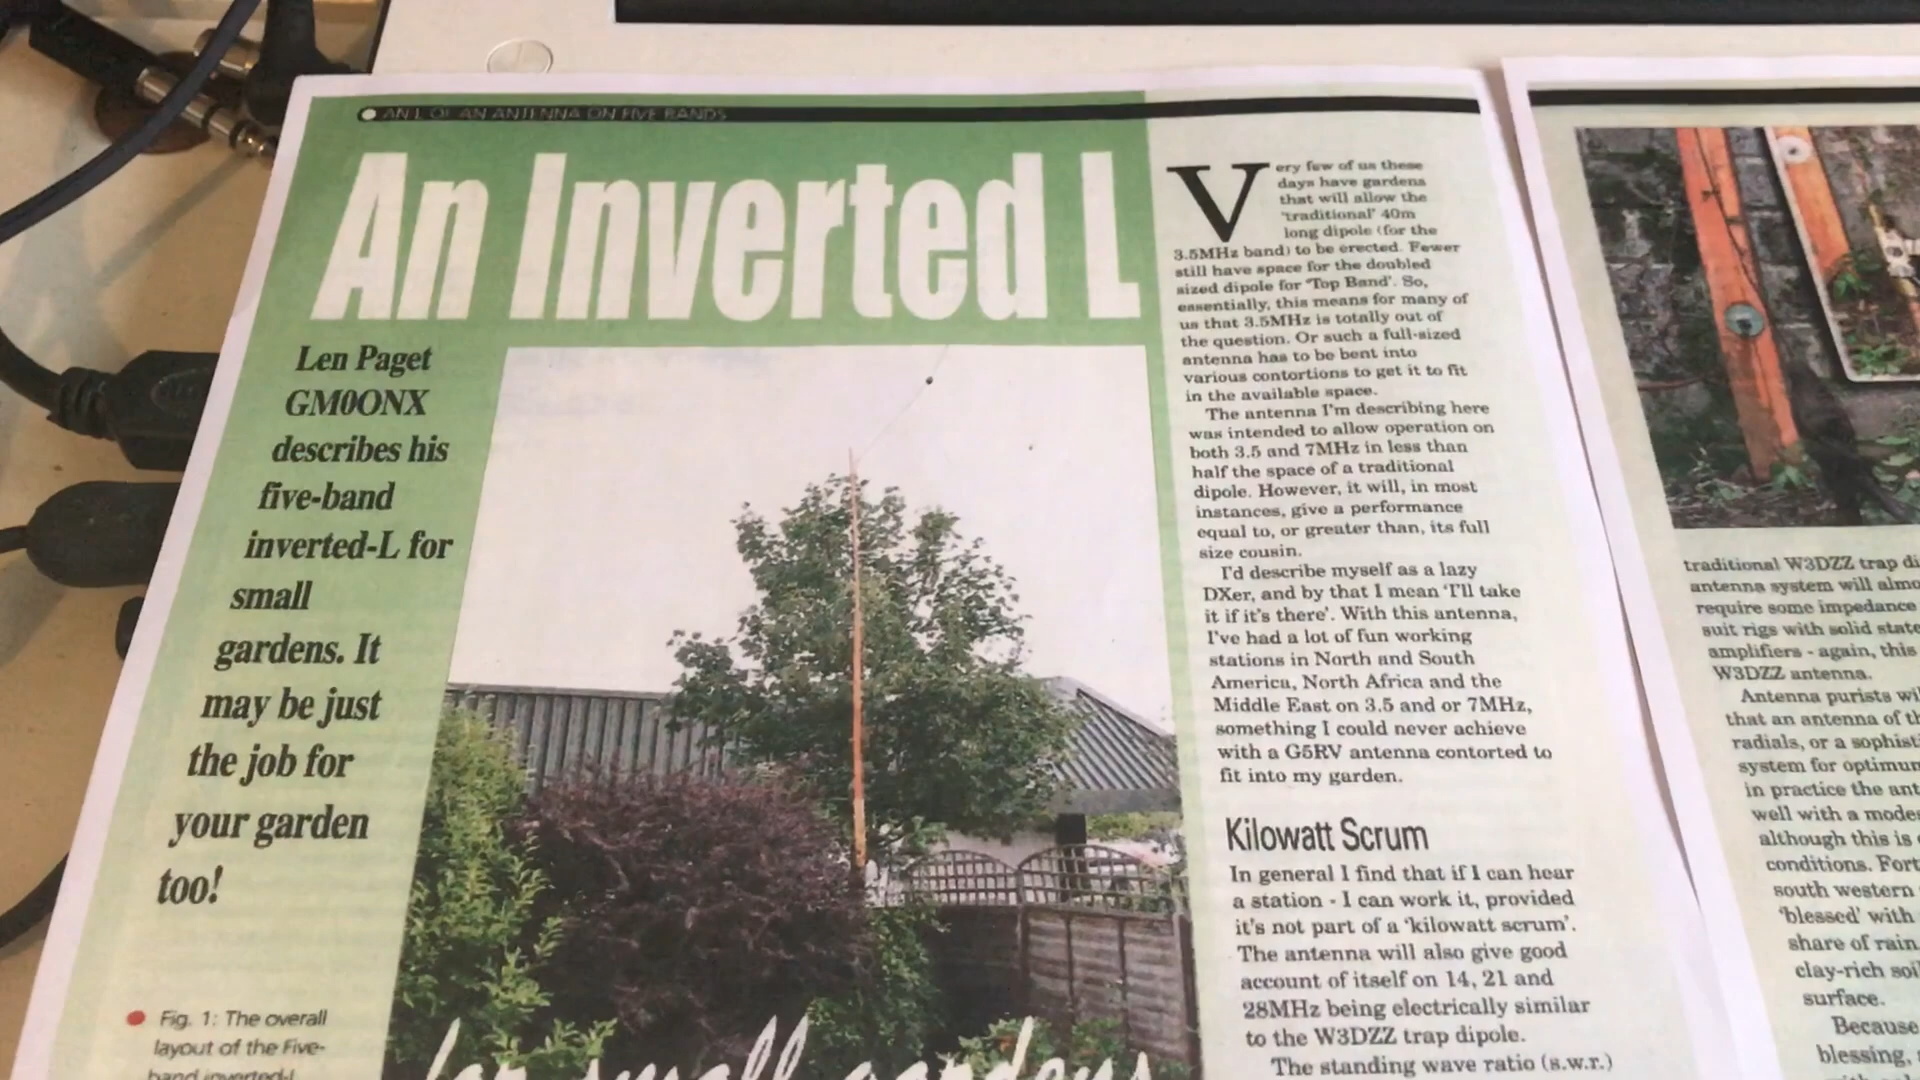 AN L OF AN ANTENNA ON FIVE BANDS
An Inverted L
Len Paget
GM0ONX
describes his
five-band
inverted-L for
small
gardens. It
may be just
the job for
your garden
too!
Fig. 1: The overall
layout of the Five-
band inverted-L
for small gardens
Very few of us these
days have gardens
that will allow the
'traditional' 40m
long dipole (for the
3.5MHz band) to be erected. Fewer
still have space for the doubled
sized dipole for 'Top Band'. So,
essentially, this means for many of
us that 3.5MHz is totally out of
the question. Or such a full-sized
antenna has to be bent into
various contortions to get it to fit
in the available space.
The antenna I'm describing here
was intended to allow operation on
both 3.5 and 7MHz in less than
half the space of a traditional
dipole. However, it will, in most
instances, give a performance
equal to, or greater than, its full
size cousin.
I'd describe myself as a lazy
DXer, and by that I mean 'I'll take
it if it's there'. With this antenna,
I've had a lot of fun working
stations in North and South
America, North Africa and the
Middle East on 3.5 and or 7MHz,
something I could never achieve
with a G5RV antenna contorted to
fit into my garden.
Kilowatt Scrum
In general I find that if I can hear
a station - I can work it, provided
it's not part of a 'kilowatt scrum'.
The antenna will also give good
account of itself on 14, 21 and
28MHz being electrically similar
to the W3DZZ trap dipole.
The standing wave ratio (s.w.r.)
traditional W3DZZ trap di
antenna system will almo
require some impedance
suit rigs with solid state
amplifiers - again, this
W3DZZ antenna.
Antenna purists wi
that an antenna of th
radials, or a sophist
system for optimum
in practice the ant
well with a modes
although this is
conditions. Fort
south western
'blessed' with
share of rain
clay-rich soi
surface.
Because
blessing,